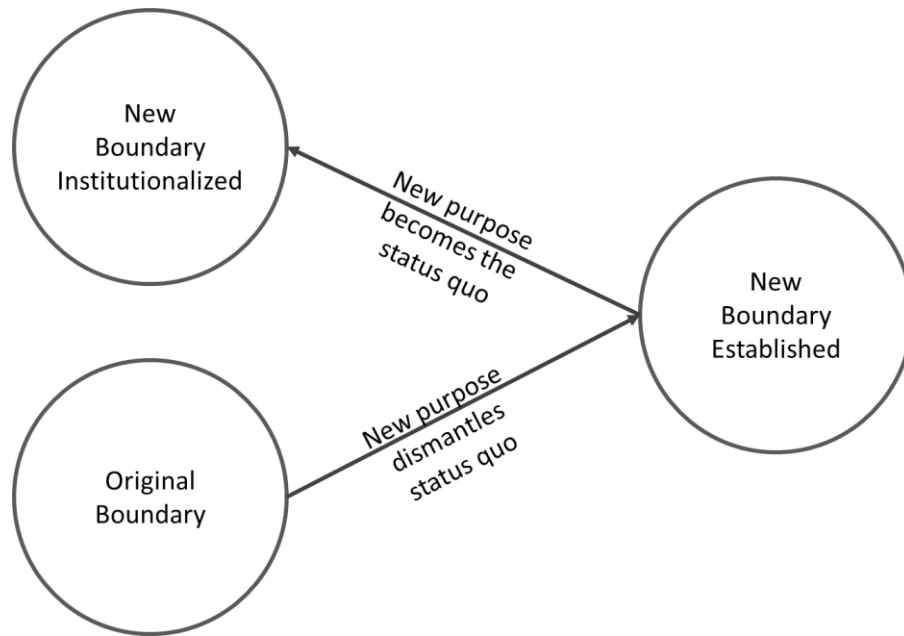 New
Boundary
Institutionalized
New purpose
becomes the
status quo
New
Boundary
Established
New purpose
dismantles
status quo
Original
Boundary